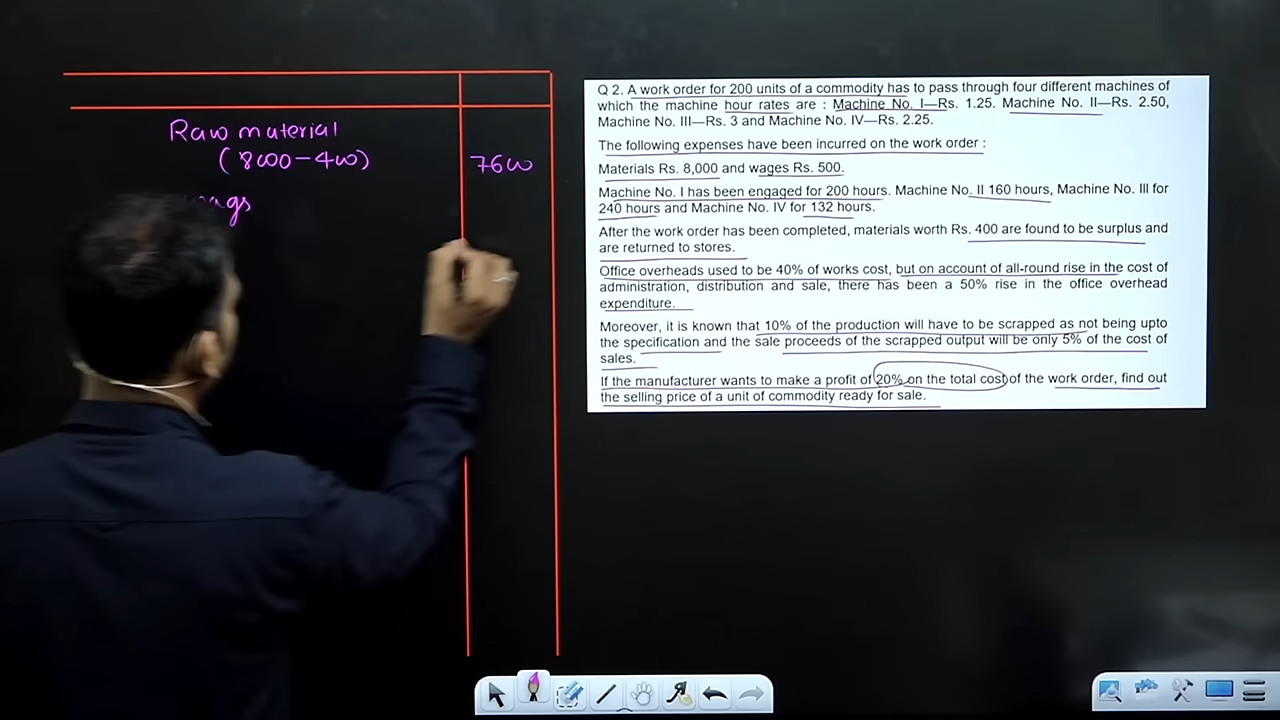 Raw material
(8000-400)
7600
Q 2. A work order for 200 units of a commodity has to pass through four different machines of
which the machine hour rates are : Machine No. I—Rs. 1.25. Machine No. II—Rs. 2.50,
Machine No. III—Rs. 3 and Machine No. IV—Rs. 2.25.
The following expenses have been incurred on the work order :
Materials Rs. 8,000 and wages Rs. 500.
Machine No. I has been engaged for 200 hours. Machine No. II 160 hours, Machine No. III for
240 hours and Machine No. IV for 132 hours.
After the work order has been completed, materials worth Rs. 400 are found to be surplus and
are returned to stores.
Office overheads used to be 40% of works cost, but on account of all-round rise in the cost of
administration, distribution and sale, there has been a 50% rise in the office overhead
expenditure.
Moreover, it is known that 10% of the production will have to be scrapped as not being upto
the specification and the sale proceeds of the scrapped output will be only 5% of the cost of
sales.
If the manufacturer wants to make a profit of 20% on the total cost of the work order, find out
the selling price of a unit of commodity ready for sale.